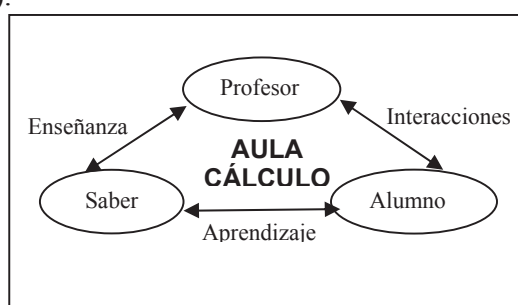 Profesor
Enseñanza
Interacciones
AULA
CÁLCULO
Saber
Alumno
Aprendizaje